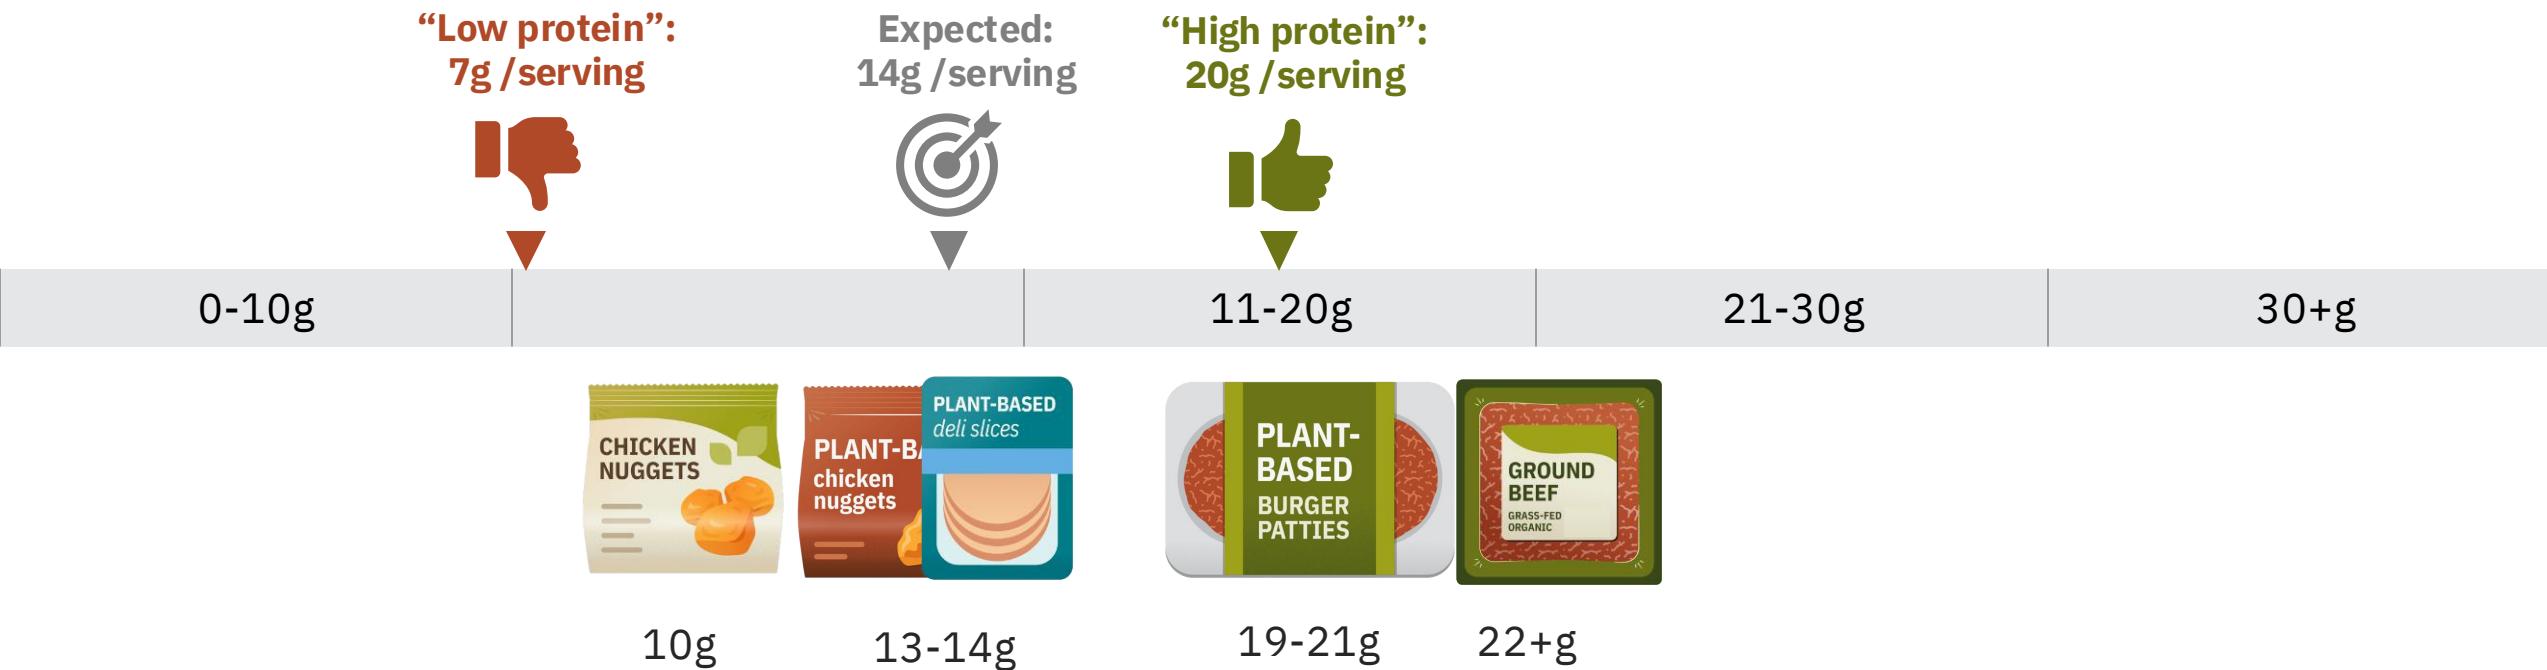 “Low protein”:
7g /serving
Expected:
14g /serving
“High protein”:
20g /serving
0-10g
11-20g
21-30g
30+g
CHICKEN
NUGGETS
PLANT-BA
chicken
nuggets
PLANT-BASED
deli slices
PLANT-
BASED
BURGER
PATTIES
GROUND
BEEF
GRASS-FED
ORGANIC
10g
13-14g
19-21g
22+g